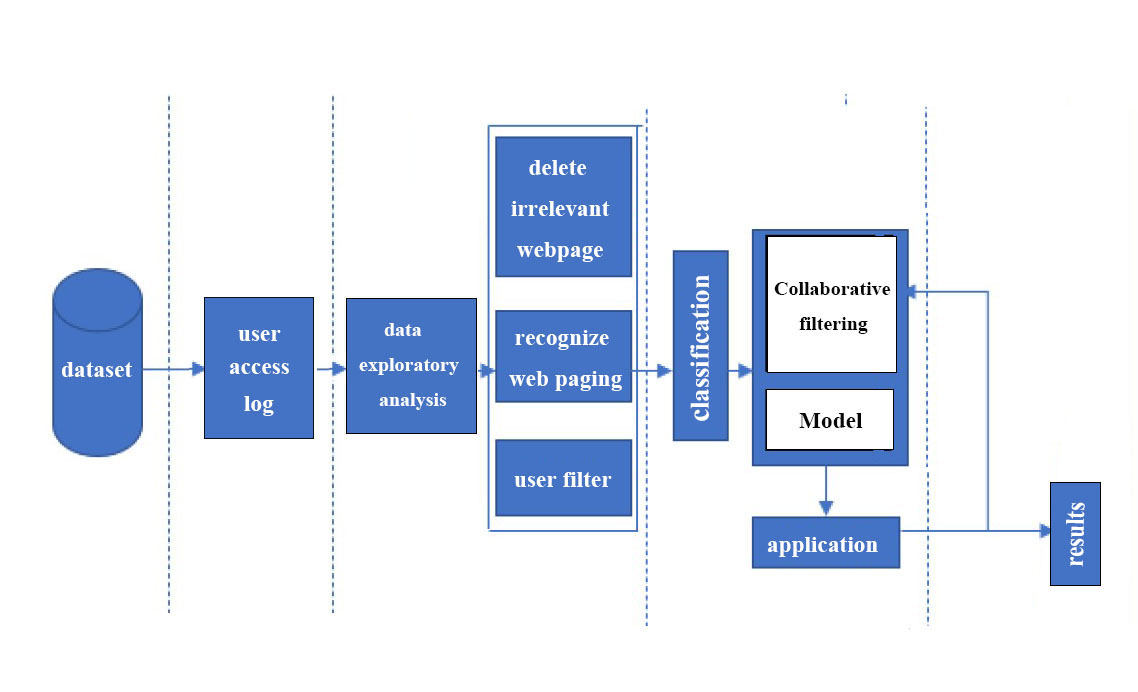 dataset
user
access
log
data
exploratory
analysis
delete
irrelevant
webpage
recognize
web paging
user filter
classification
Collaborative
filtering
Model
application
results